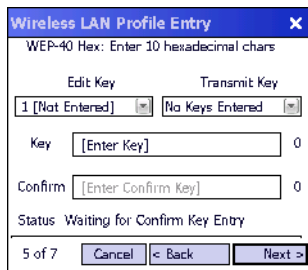 Wireless LAN Profile Entry
WEP-40 Hex: Enter 10 hexadecimal chars
Edit Key Transmit Key
1 [Not Entered] No Keys Entered
Key [Enter Key] 0
Confirm [Enter Confirm Key] 0
Status Waiting for Confirm Key Entry
5 of 7 Cancel < Back Next >